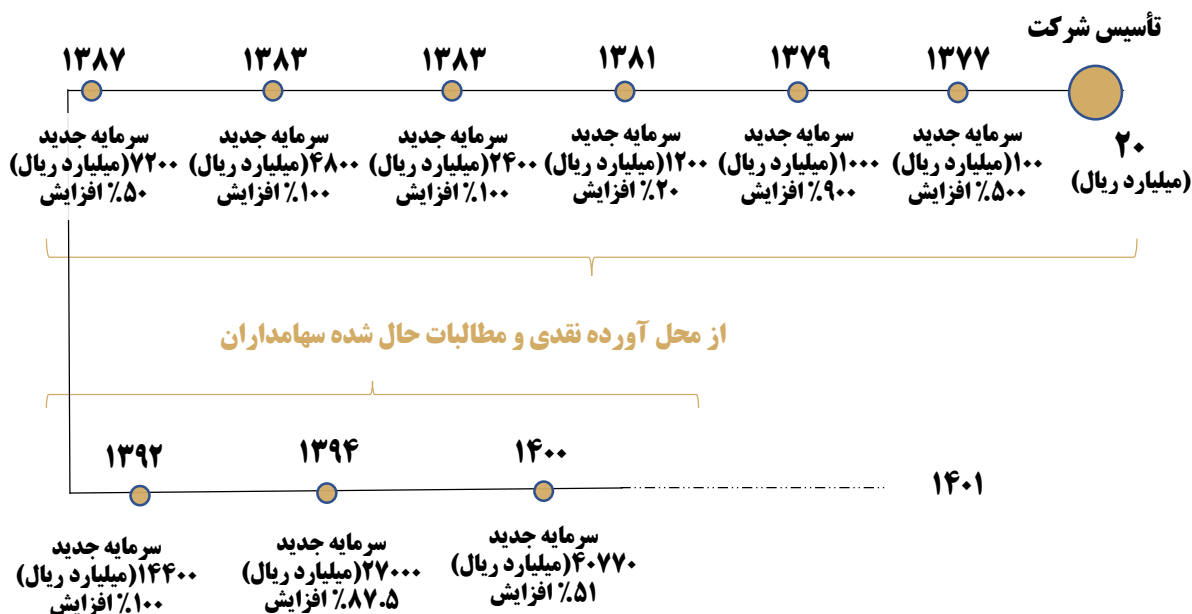 تأسیس شرکت
۲۰
(میلیارد ریال)
۱۳۷۷
سرمایه جدید
۱۰۰(میلیارد ریال)
۵۰۰٪ افزایش
۱۳۷۹
سرمایه جدید
۱۰۰۰(میلیارد ریال)
۹۰۰٪ افزایش
۱۳۸۱
سرمایه جدید
۱۲۰۰(میلیارد ریال)
۲۰٪ افزایش
۱۳۸۳
سرمایه جدید
۲۴۰۰(میلیارد ریال)
۱۰۰٪ افزایش
۱۳۸۳
سرمایه جدید
۴۸۰۰(میلیارد ریال)
۱۰۰٪ افزایش
۱۳۸۷
سرمایه جدید
۷۲۰۰(میلیارد ریال)
۵۰٪ افزایش
از محل آورده نقدی و مطالبات حال شده سهامداران
۱۳۹۲
سرمایه جدید
۱۴۴۰۰(میلیارد ریال)
۱۰۰٪ افزایش
۱۳۹۴
سرمایه جدید
۲۷۰۰۰(میلیارد ریال)
۸۷.۵٪ افزایش
۱۴۰۰
سرمایه جدید
۴۰۷۷۰(میلیارد ریال)
۵۱٪ افزایش
۱۴۰۱